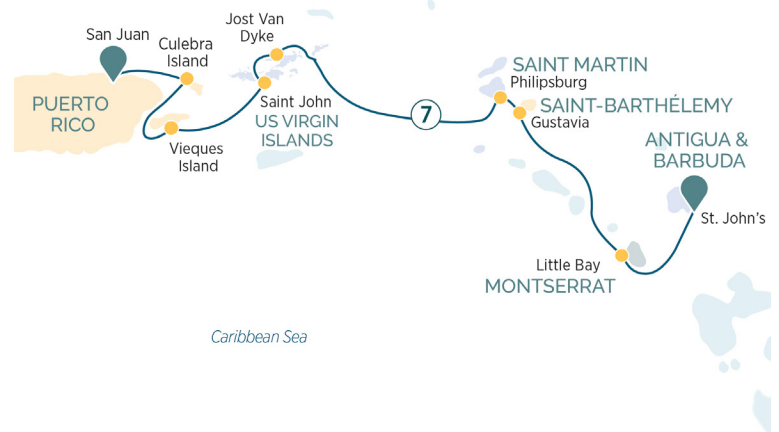 San Juan
Culebra
Island
Jost Van
Dyke
PUERTO
RICO
Vieques
Island
Saint John
US VIRGIN
ISLANDS
7
SAINT MARTIN
Philipsburg
SAINT-BARTHÉLEMY
Gustavia
ANTIGUA &
BARBUDA
St. John's
Little Bay
MONTSERRAT
Caribbean Sea